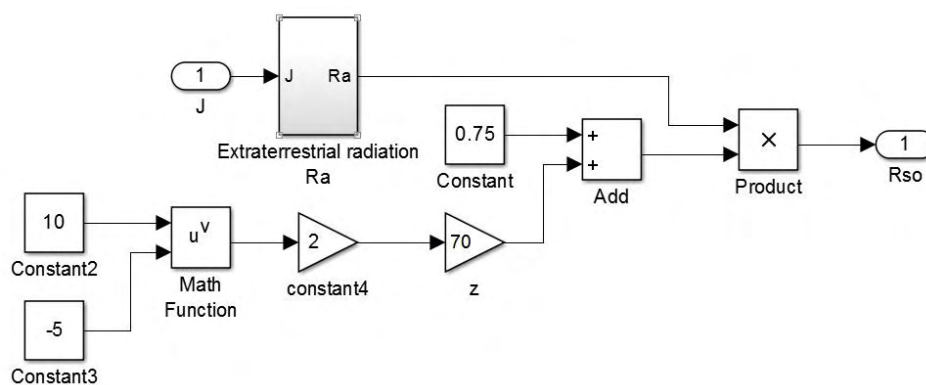 1
J
J Ra
Extraterrestrial radiation
Ra
0.75
Constant
+
+
Add
×
Product
1
Rso
10
Constant2
-5
Constant3
u^v
Math
Function
2
constant4
70
z